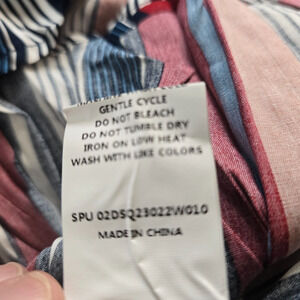 GENTLE CYCLE
DO NOT BLEACH
DO NOT TUMBLE DRY
IRON ON LOW HEAT
WASH WITH LIKE COLORS
SPU 02DSQ23022W010
MADE IN CHINA